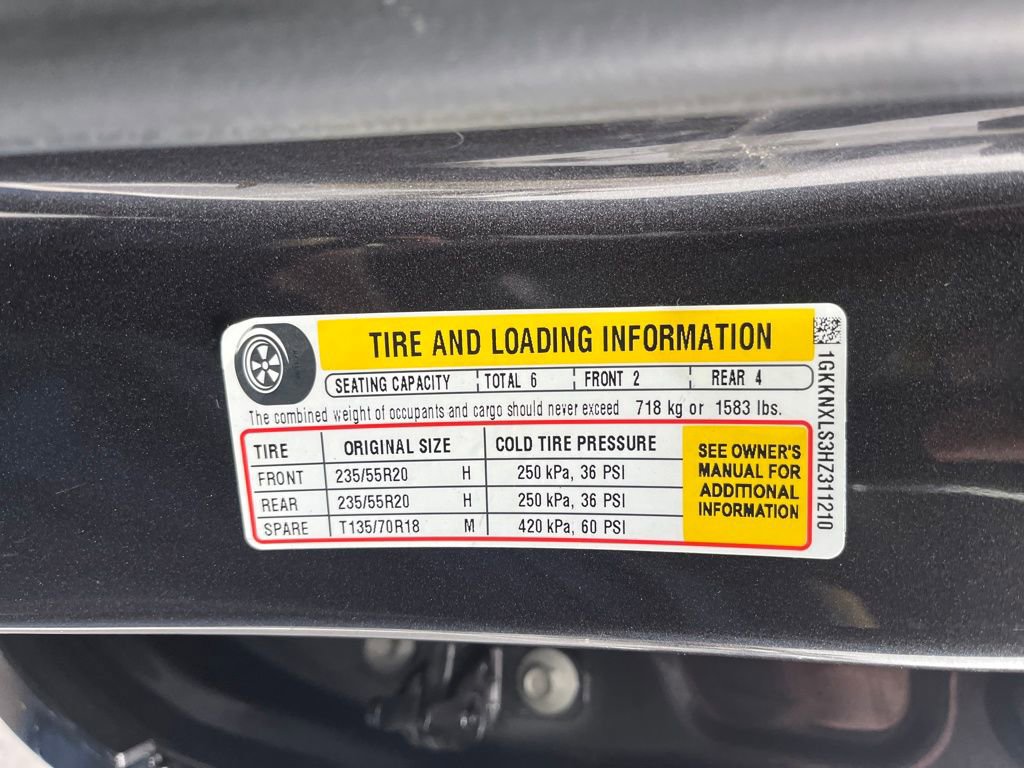 TIRE AND LOADING INFORMATION
SEATING CAPACITY TOTAL 6 FRONT 2 REAR 4
The combined weight of occupants and cargo should never exceed 718 kg or 1583 lbs.
TIRE ORIGINAL SIZE COLD TIRE PRESSURE
FRONT 235/55R20 H 250 kPa, 36 PSI
REAR 235/55R20 H 250 kPa, 36 PSI
SPARE T135/70R18 M 420 kPa, 60 PSI
SEE OWNER'S
MANUAL FOR
ADDITIONAL
INFORMATION
1GKKNXLS3HZ311210